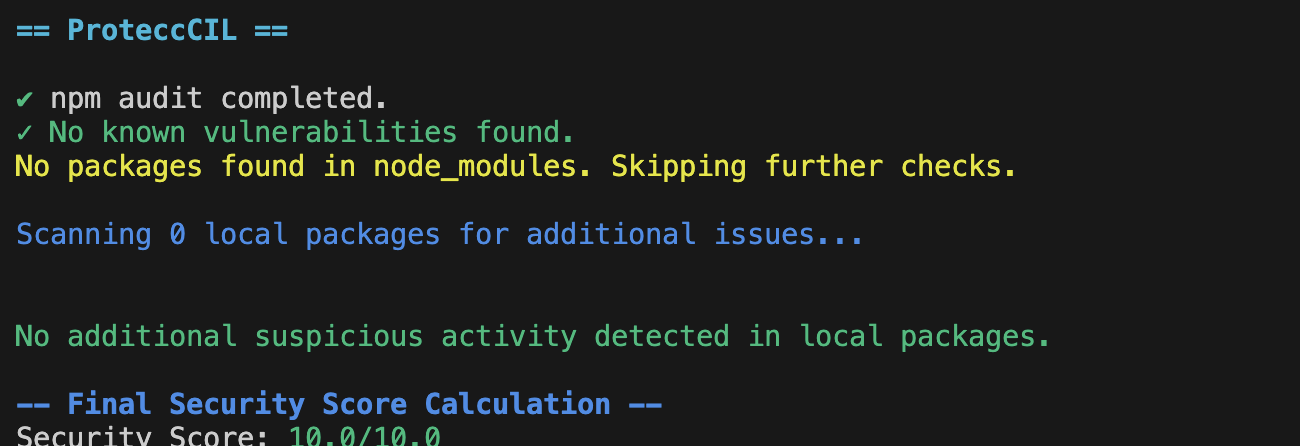 == ProteccCIL ==
✔ npm audit completed.
✓ No known vulnerabilities found.
No packages found in node_modules. Skipping further checks.
Scanning 0 local packages for additional issues...
No additional suspicious activity detected in local packages.
-- Final Security Score Calculation --
Security Score: 10.0/10.0